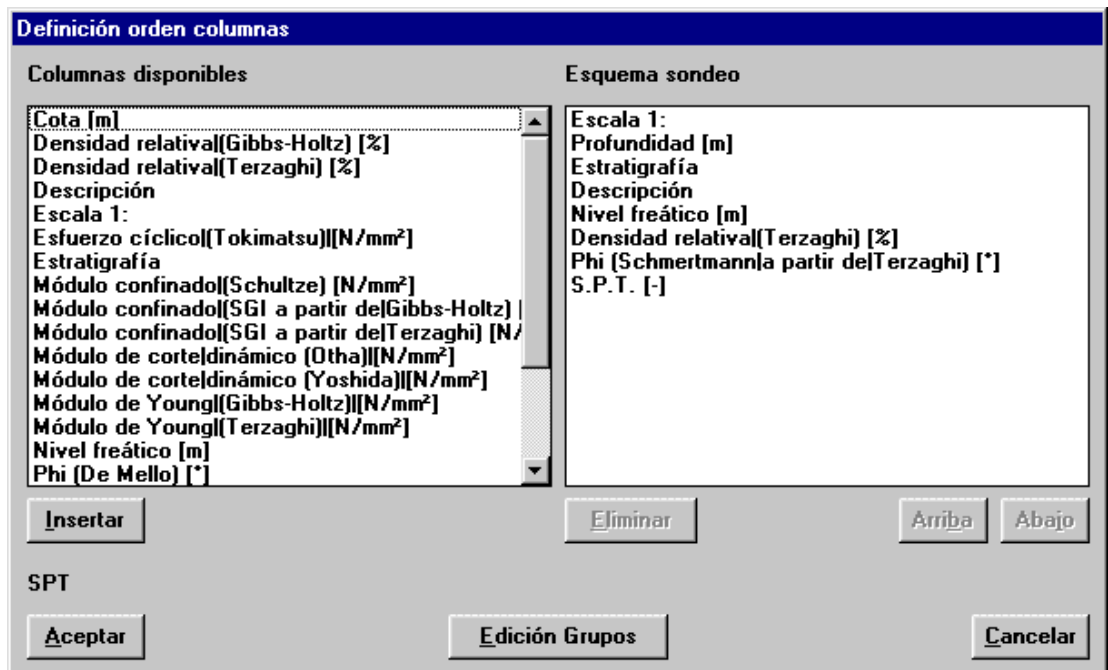 Definición orden columnas
Columnas disponibles
Cota [m]
Densidad relativa|(Gibbs-Holtz) [%]
Densidad relativa|(Terzaghi) [%]
Descripción
Escala 1:
Esfuerzo cíclico|(Tokimatsu)|[N/mm²]
Estratigrafía
Módulo confinado|(Schultze) [N/mm²]
Módulo confinado|(SGI a partir de|Gibbs-Holtz) [
Módulo confinado|(SGI a partir de|Terzaghi) [N/
Módulo de corte|dinámico (Otha)|[N/mm²]
Módulo de corte|dinámico (Yoshida)|[N/mm²]
Módulo de Young|(Gibbs-Holtz)|[N/mm²]
Módulo de Young|(Terzaghi)|[N/mm²]
Nivel freático [m]
Phi (De Mello) [°]
Insertar
Esquema sondeo
Escala 1:
Profundidad [m]
Estratigrafía
Descripción
Nivel freático [m]
Densidad relativa|(Terzaghi) [%]
Phi (Schmertmann|a partir de|Terzaghi) [°]
S.P.T. [-]
Eliminar
Arriba
Abajo
SPT
Aceptar
Edición Grupos
Cancelar